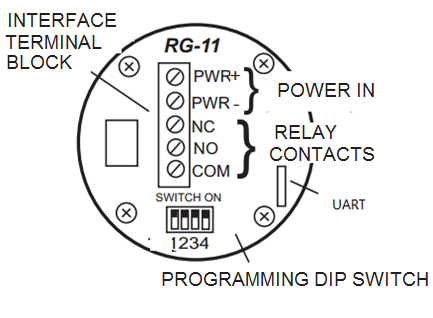 INTERFACE
TERMINAL
BLOCK
RG-11
PWR+
PWR -
POWER IN
NC
NO
COM
RELAY
CONTACTS
SWITCH ON
1234
UART
PROGRAMMING DIP SWITCH